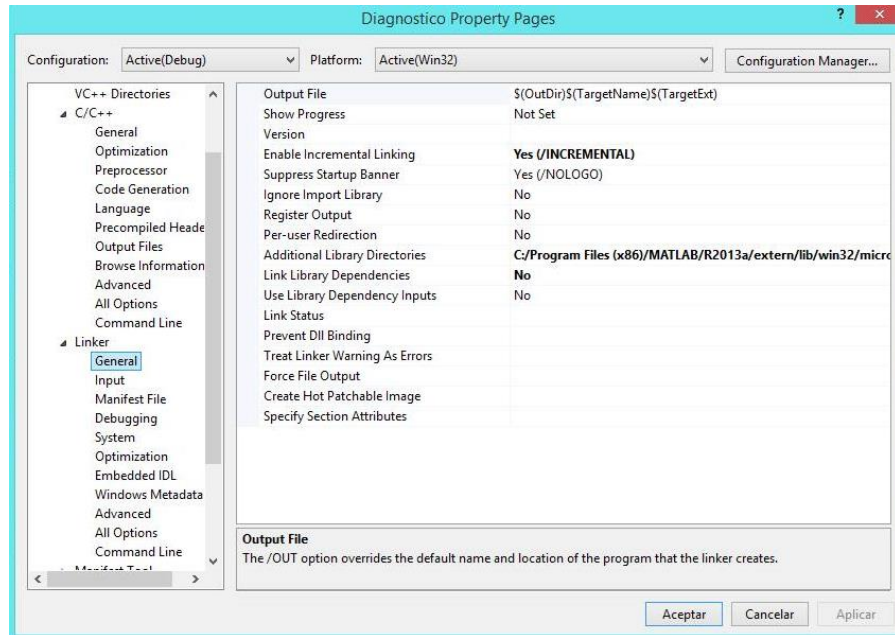 Diagnostico Property Pages
? ×
Configuration: Active(Debug) Platform: Active(Win32) Configuration Manager...
VC++ Directories
C/C++
General
Optimization
Preprocessor
Code Generation
Language
Precompiled Heade
Output Files
Browse Information
Advanced
All Options
Command Line
Linker
General
Input
Manifest File
Debugging
System
Optimization
Embedded IDL
Windows Metadata
Advanced
All Options
Command Line
Output File $(OutDir)$(TargetName)$(TargetExt)
Show Progress Not Set
Version
Enable Incremental Linking Yes (/INCREMENTAL)
Suppress Startup Banner Yes (/NOLOGO)
Ignore Import Library No
Register Output No
Per-user Redirection No
Additional Library Directories C:/Program Files (x86)/MATLAB/R2013a/extern/lib/win32/micro
Link Library Dependencies No
Use Library Dependency Inputs No
Link Status
Prevent Dll Binding
Treat Linker Warning As Errors
Force File Output
Create Hot Patchable Image
Specify Section Attributes
Output File
The /OUT option overrides the default name and location of the program that the linker creates.
Aceptar Cancelar Aplicar